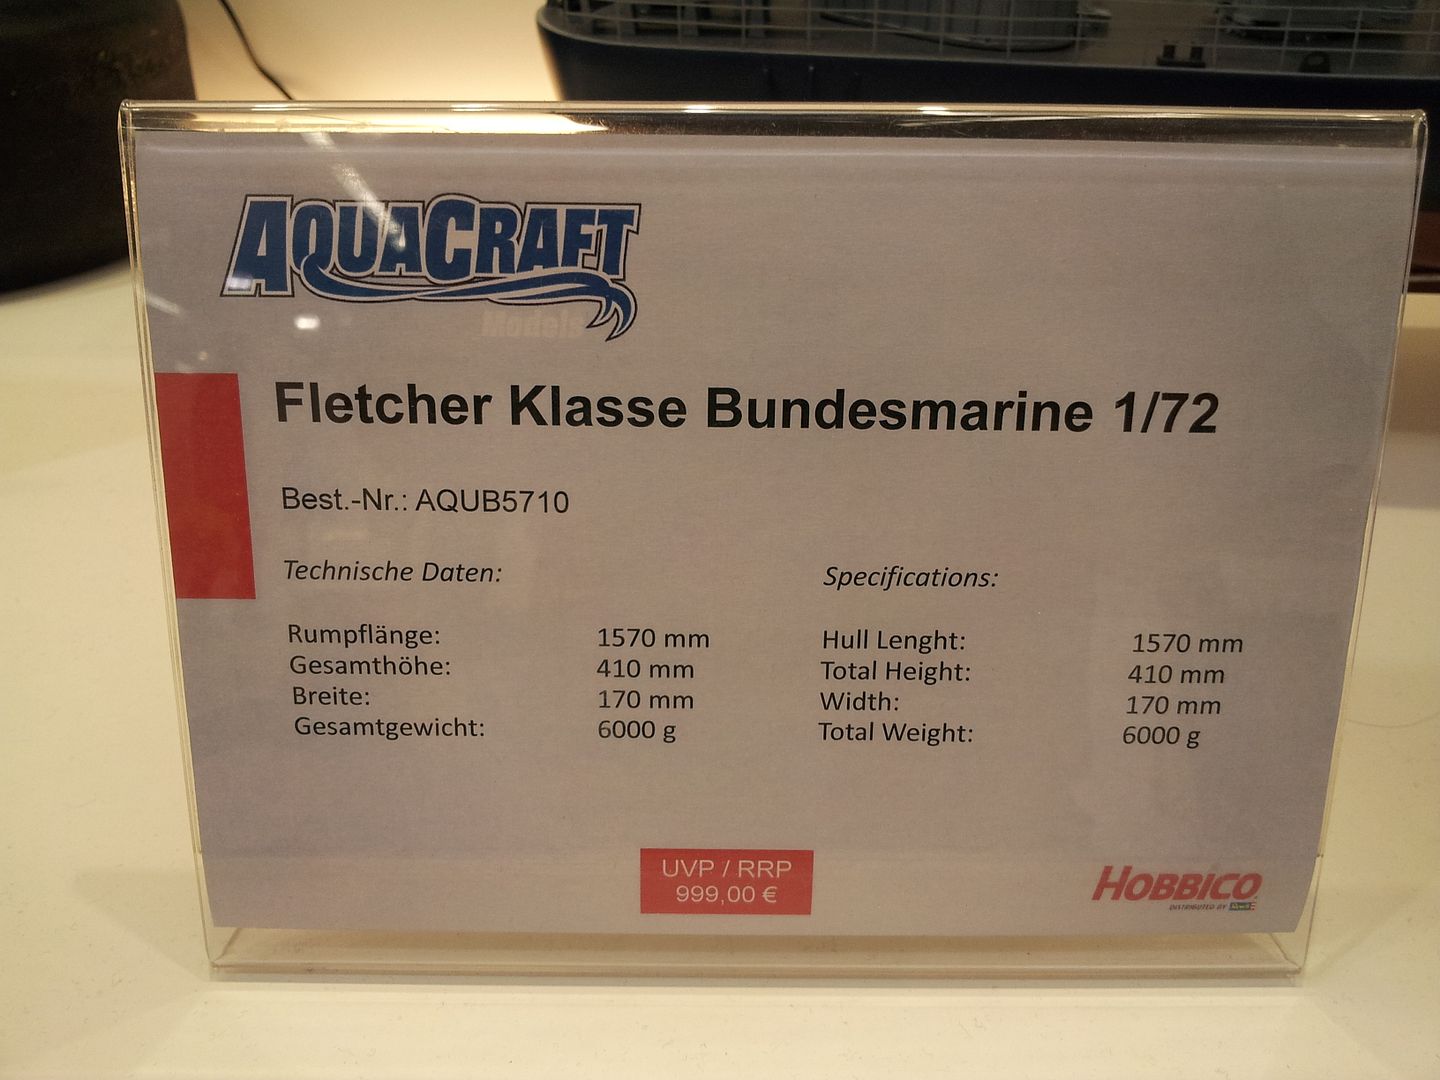 AQUACRAFT
Models
Fletcher Klasse Bundesmarine 1/72
Best.-Nr.: AQUB5710
Technische Daten:
Rumpflänge: 1570 mm
Gesamthöhe: 410 mm
Breite: 170 mm
Gesamtgewicht: 6000 g
Specifications:
Hull Lenght: 1570 mm
Total Height: 410 mm
Width: 170 mm
Total Weight: 6000 g
UVP / RRP
999,00 €
HOBBICO
DISTRIBUTED BY